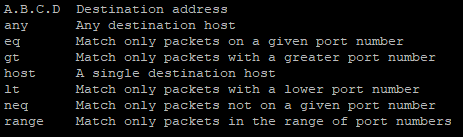 A.B.C.D  Destination address
any      Any destination host
eq       Match only packets on a given port number
gt       Match only packets with a greater port number
host     A single destination host
lt       Match only packets with a lower port number
neq      Match only packets not on a given port number
range    Match only packets in the range of port numbers